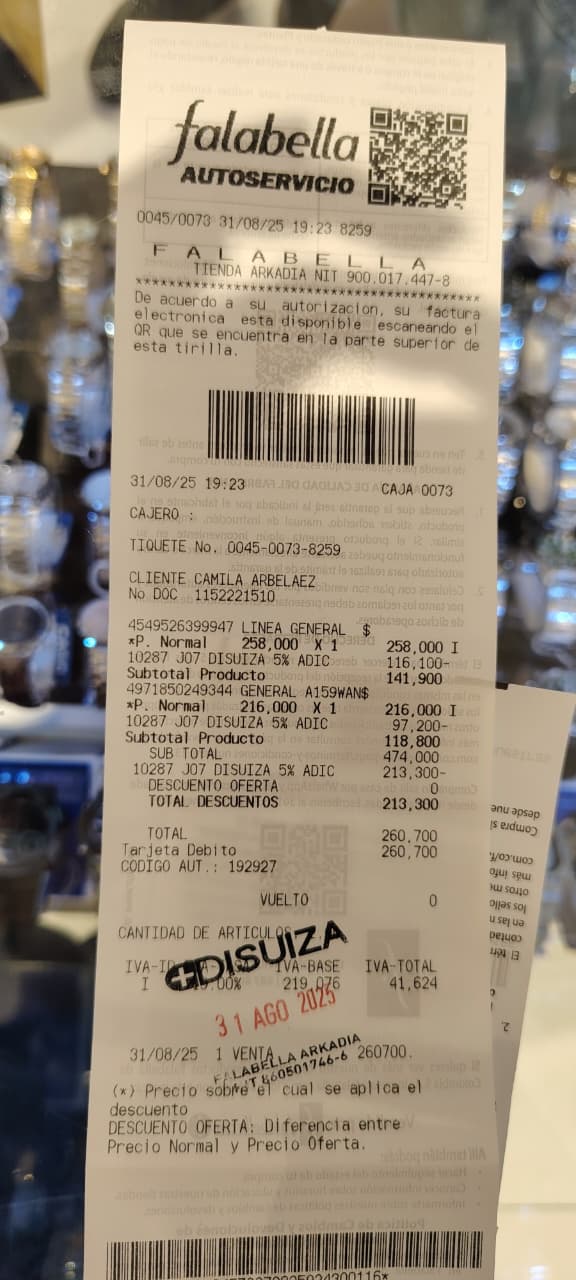 falabella
AUTOSERVICIO
0045/0073 31/08/25 19:23 8259
F A L A B E L L A
TIENDA ARKADIA NIT 900.017.447-8
****************************************
De acuerdo a su autorizacion, su factura
electronica esta disponible escaneando el
QR que se encuentra en la parte superior de
esta tirilla.
31/08/25 19:23 CAJA 0073
CAJERO :
TIQUETE No. 0045-0073-8259
CLIENTE CAMILA ARBELAEZ
No DOC 1152221510
4549526399947 LINEA GENERAL $
*P. Normal 258,000 X 1 258,000 I
10287 J07 DISUIZA 5% ADIC 116,100-
Subtotal Producto 141,900
4971850249344 GENERAL A159WAN$
*P. Normal 216,000 X 1 216,000 I
10287 J07 DISUIZA 5% ADIC 97,200-
Subtotal Producto 118,800
SUB TOTAL 474,000
10287 J07 DISUIZA 5% ADIC 213,300-
DESCUENTO OFERTA 0
TOTAL DESCUENTOS 213,300
TOTAL 260,700
Tarjeta Debito 260,700
CODIGO AUT.: 192927
VUELTO 0
CANTIDAD DE ARTICULOS
DISUIZA
IVA-BASE IVA-TOTAL
I 219,076 41,624
31 AGO 2025
31/08/25 1 VENTA 260700.
FALABELLA ARKADIA
860501746-6
(*) Precio sobre el cual se aplica el
descuento
DESCUENTO OFERTA: Diferencia entre
Precio Normal y Precio Oferta.